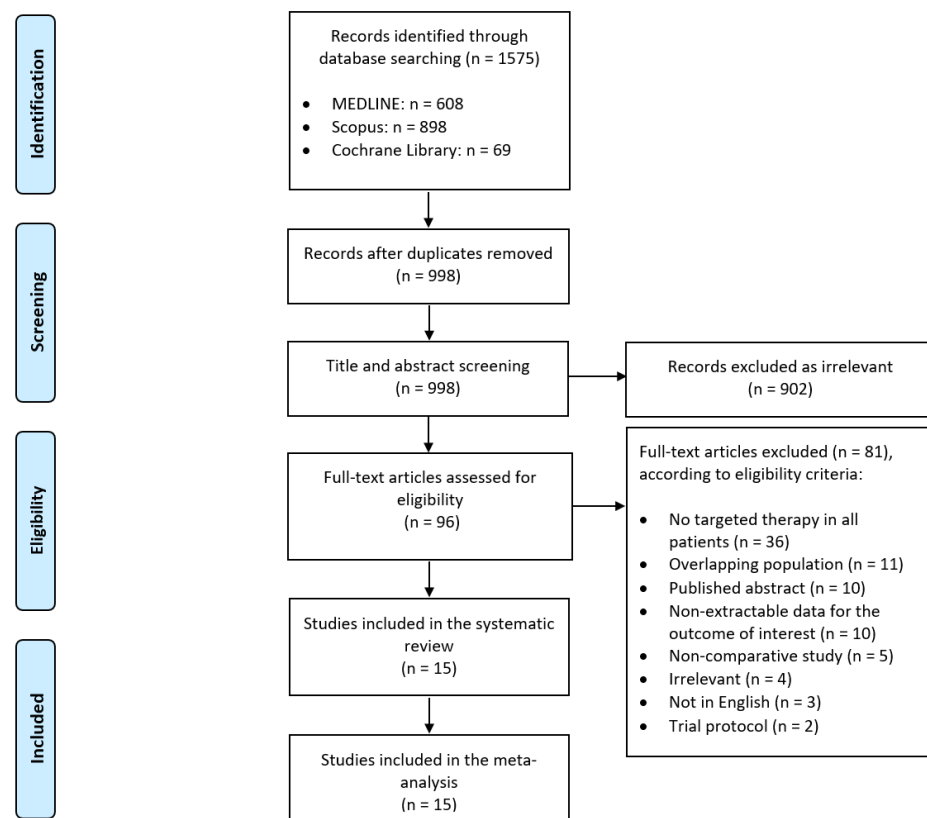 Identification
Records identified through
database searching (n = 1575)
• MEDLINE: n = 608
• Scopus: n = 898
• Cochrane Library: n = 69
Screening
Records after duplicates removed
(n = 998)
Title and abstract screening
(n = 998)
Records excluded as irrelevant
(n = 902)
Eligibility
Full-text articles assessed for
eligibility
(n = 96)
Full-text articles excluded (n = 81),
according to eligibility criteria:
• No targeted therapy in all
patients (n = 36)
• Overlapping population (n = 11)
• Published abstract (n = 10)
• Non-extractable data for the
outcome of interest (n = 10)
• Non-comparative study (n = 5)
• Irrelevant (n = 4)
• Not in English (n = 3)
• Trial protocol (n = 2)
Included
Studies included in the systematic
review
(n = 15)
Studies included in the meta-
analysis
(n = 15)